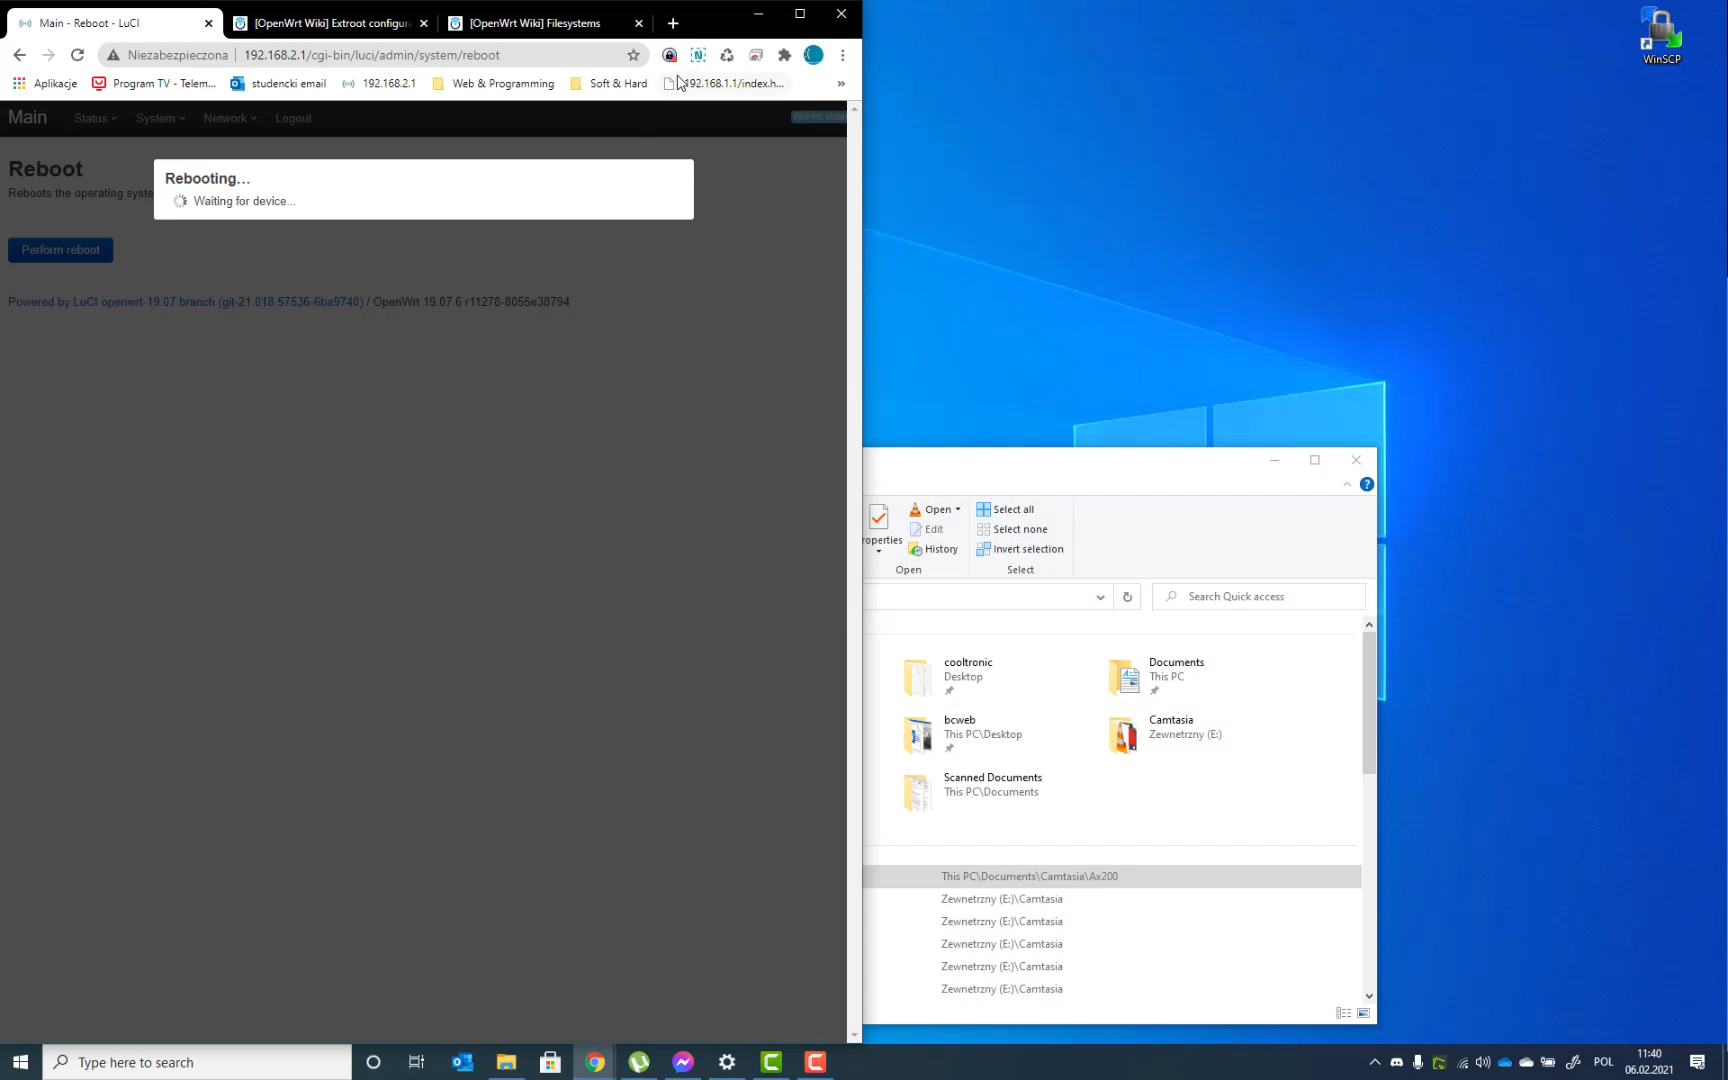 Main - Reboot - LuCI
[OpenWrt Wiki] Extroot configura
[OpenWrt Wiki] Filesystems
Niezabezpieczona
192.168.2.1/cgi-bin/luci/admin/system/reboot
Aplikacje
Program TV - Telem...
studencki email
192.168.2.1
Web & Programming
Soft & Hard
192.168.1.1/index.h...
»
WinSCP
Main
Status
System
Network
Logout
Reboot
Reboots the operating syste
Rebooting…
Waiting for device...
Perform reboot
Powered by LuCI openwrt-19.07 branch (git-21.018.57536-6ba9740) / OpenWrt 19.07.6 r11278-8055e38794
roperties
Open
Edit
History
Open
Select all
Select none
Invert selection
Select
Search Quick access
cooltronic
Desktop
Documents
This PC
bcweb
This PC\Desktop
Camtasia
Zewnetrzny (E:)
Scanned Documents
This PC\Documents
This PC\Documents\Camtasia\Ax200
Zewnetrzny (E:)\Camtasia
Zewnetrzny (E:)\Camtasia
Zewnetrzny (E:)\Camtasia
Zewnetrzny (E:)\Camtasia
Zewnetrzny (E:)\Camtasia
Type here to search
POL
11:40
06.02.2021